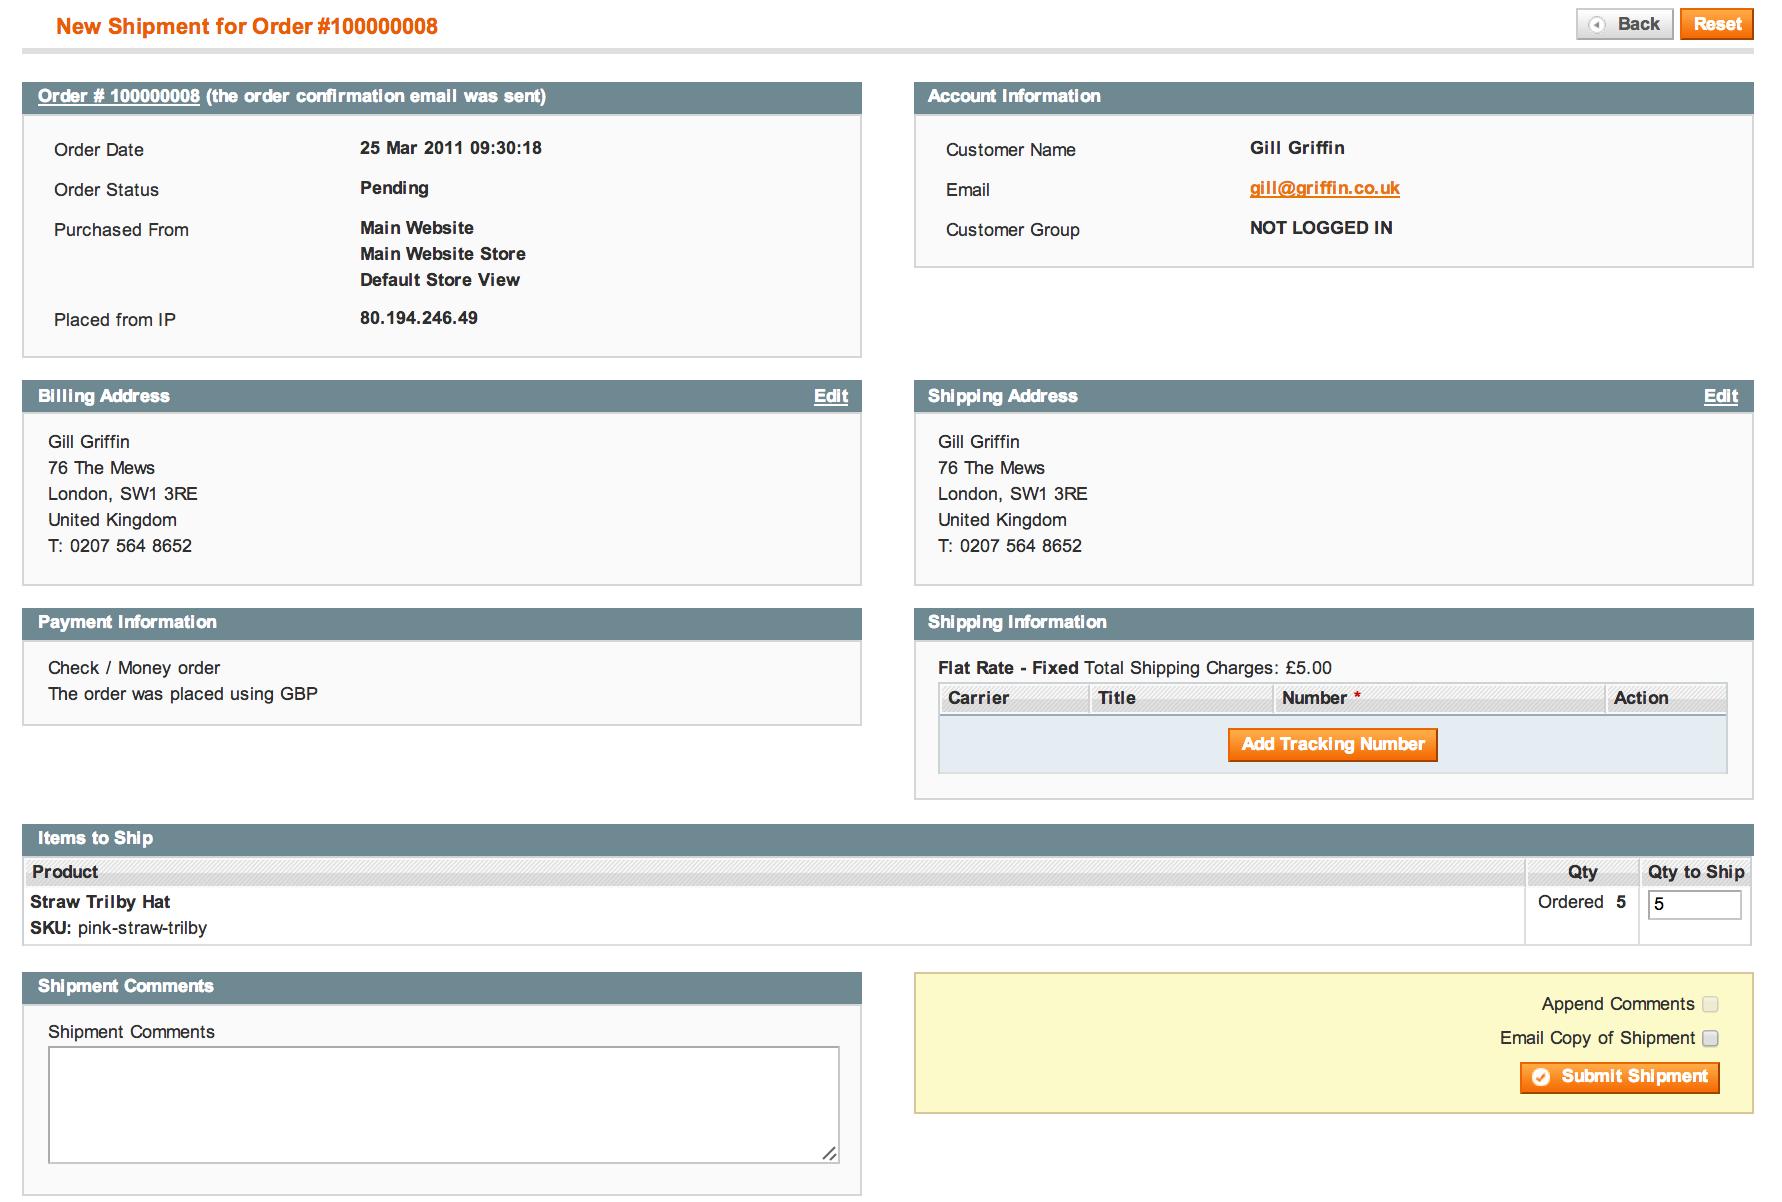 New Shipment for Order #100000008
Back
Reset
Order # 100000008 (the order confirmation email was sent)
Order Date 25 Mar 2011 09:30:18
Order Status Pending
Purchased From Main Website
Main Website Store
Default Store View
Placed from IP 80.194.246.49
Account Information
Customer Name Gill Griffin
Email gill@griffin.co.uk
Customer Group NOT LOGGED IN
Billing Address Edit
Gill Griffin
76 The Mews
London, SW1 3RE
United Kingdom
T: 0207 564 8652
Shipping Address Edit
Gill Griffin
76 The Mews
London, SW1 3RE
United Kingdom
T: 0207 564 8652
Payment Information
Check / Money order
The order was placed using GBP
Shipping Information
Flat Rate - Fixed Total Shipping Charges: £5.00
Carrier Title Number * Action
Add Tracking Number
Items to Ship
Product Qty Qty to Ship
Straw Trilby Hat Ordered 5 5
SKU: pink-straw-trilby
Shipment Comments
Shipment Comments
Append Comments
Email Copy of Shipment
Submit Shipment